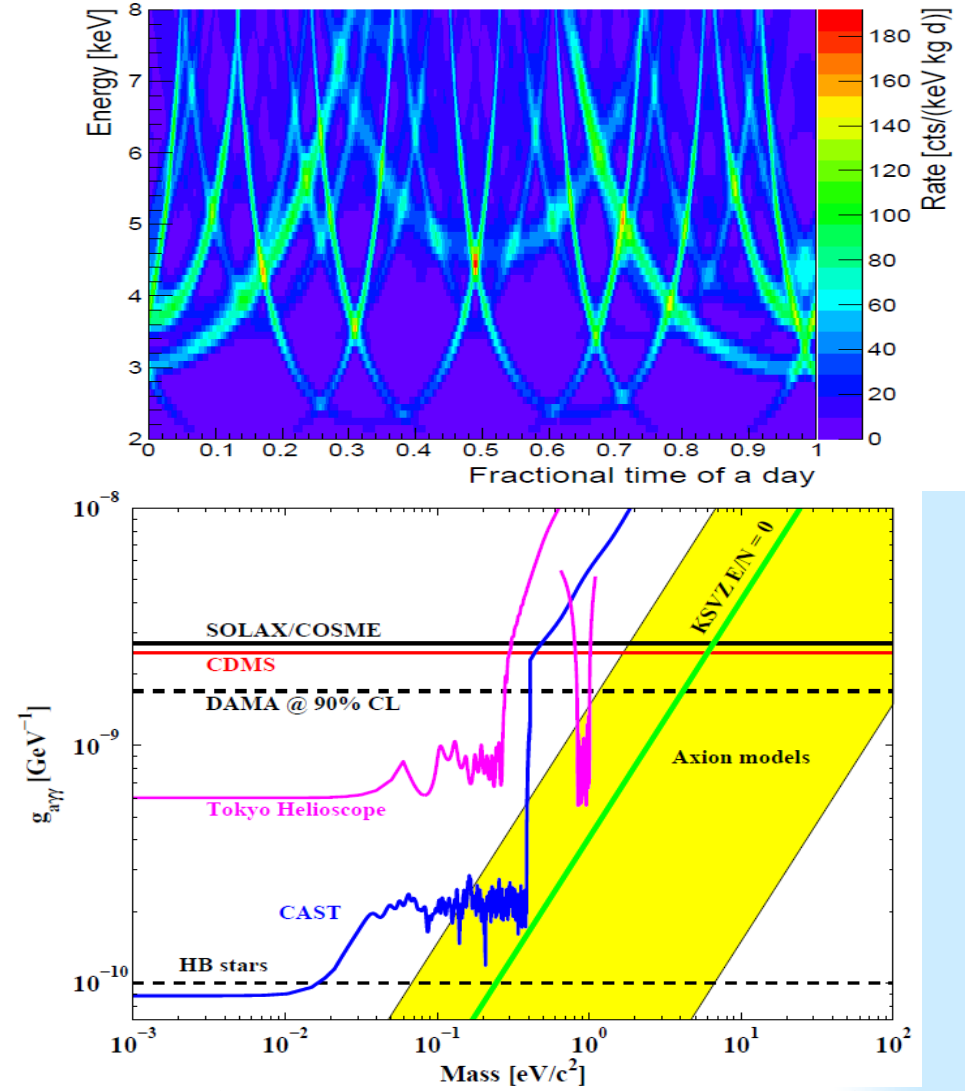 Energy [keV]
8
7
6
5
4
3
2
0 0.1 0.2 0.3 0.4 0.5 0.6 0.7 0.8 0.9 1
Fractional time of a day
180
160
140
120
100
80
60
40
20
0
Rate [cts/(keV kg d)]
g_{aγγ} [GeV⁻¹]
10⁻⁸
10⁻⁹
10⁻¹⁰
KSVZ E/N = 0
SOLAX/COSME
CDMS
DAMA @ 90% CL
Axion models
Tokyo Helioscope
CAST
HB stars
10⁻³ 10⁻² 10⁻¹ 10⁰ 10¹ 10²
Mass [eV/c²]